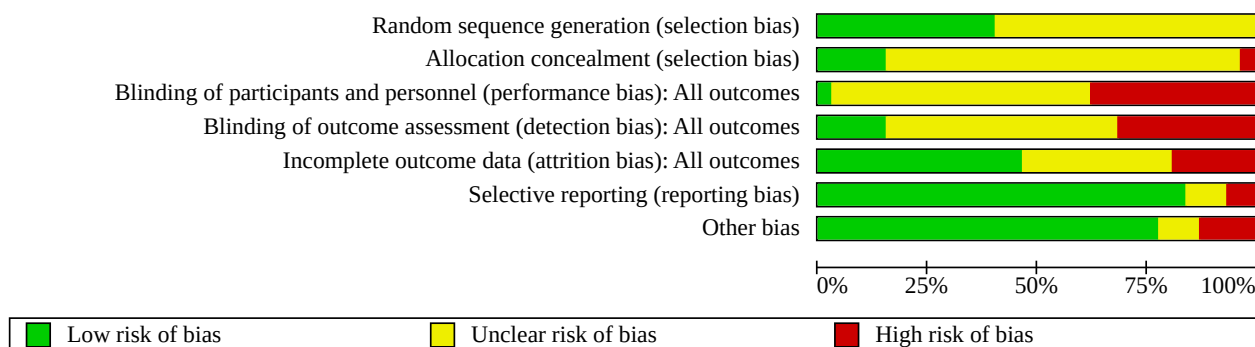 Random sequence generation (selection bias)
Allocation concealment (selection bias)
Blinding of participants and personnel (performance bias): All outcomes
Blinding of outcome assessment (detection bias): All outcomes
Incomplete outcome data (attrition bias): All outcomes
Selective reporting (reporting bias)
Other bias
0% 25% 50% 75% 100%
Low risk of bias Unclear risk of bias High risk of bias